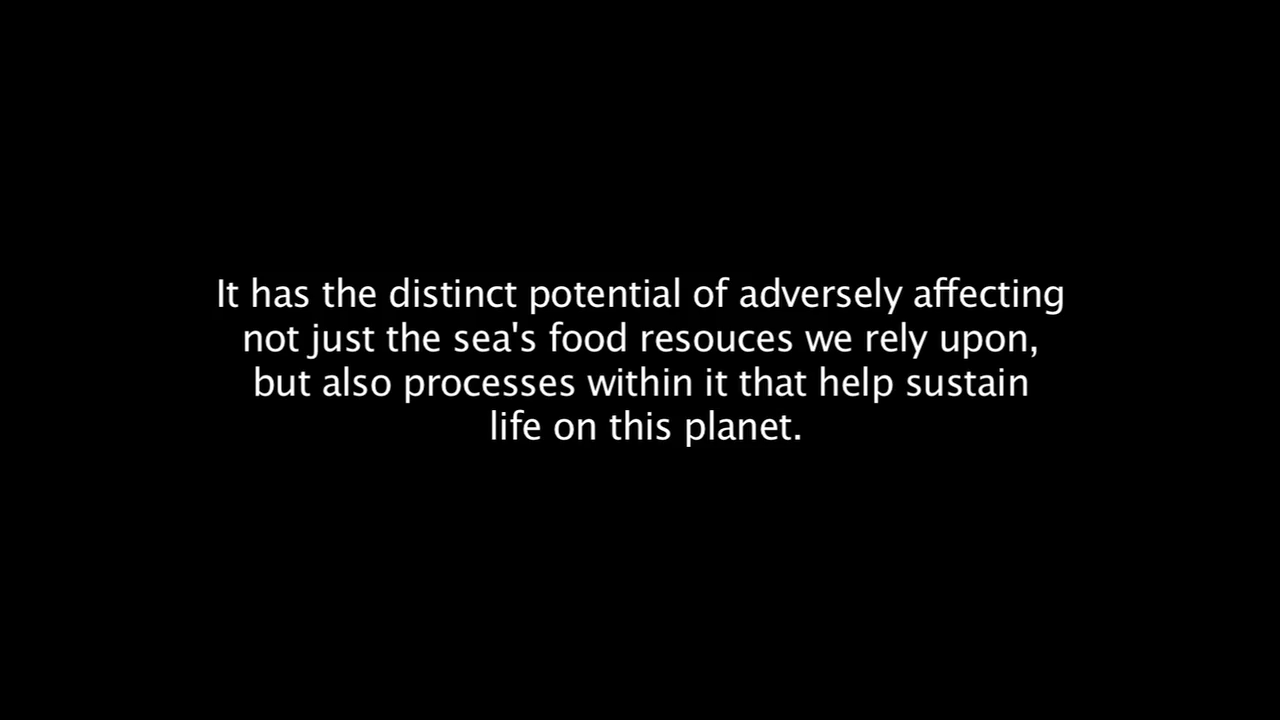 It has the distinct potential of adversely affecting
not just the sea's food resouces we rely upon,
but also processes within it that help sustain
life on this planet.